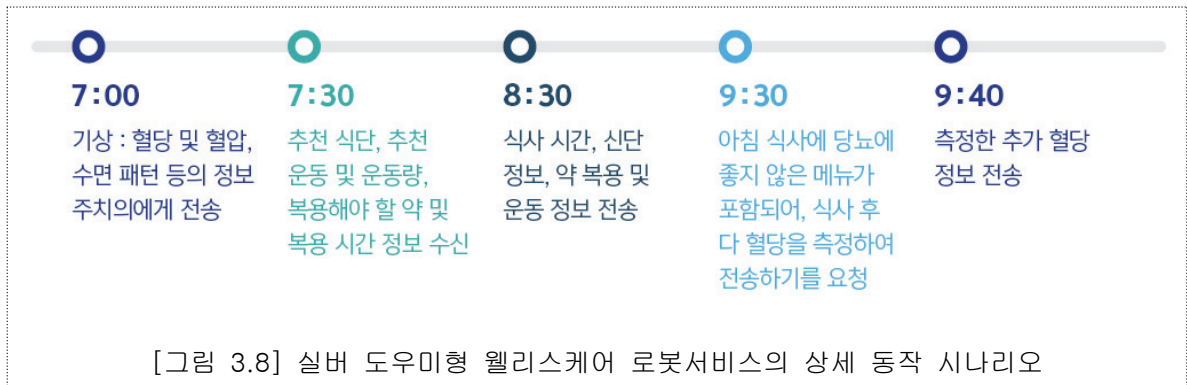 7:00
기상 : 혈당 및 혈압,
수면 패턴 등의 정보
주치의에게 전송
7:30
추천 식단, 추천
운동 및 운동량,
복용해야 할 약 및
복용 시간 정보 수신
8:30
식사 시간, 신단
정보, 약 복용 및
운동 정보 전송
9:30
아침 식사에 당뇨에
좋지 않은 메뉴가
포함되어, 식사 후
다 혈당을 측정하여
전송하기를 요청
9:40
측정한 추가 혈당
정보 전송
[그림 3.8] 실버 도우미형 웰리스케어 로봇서비스의 상세 동작 시나리오